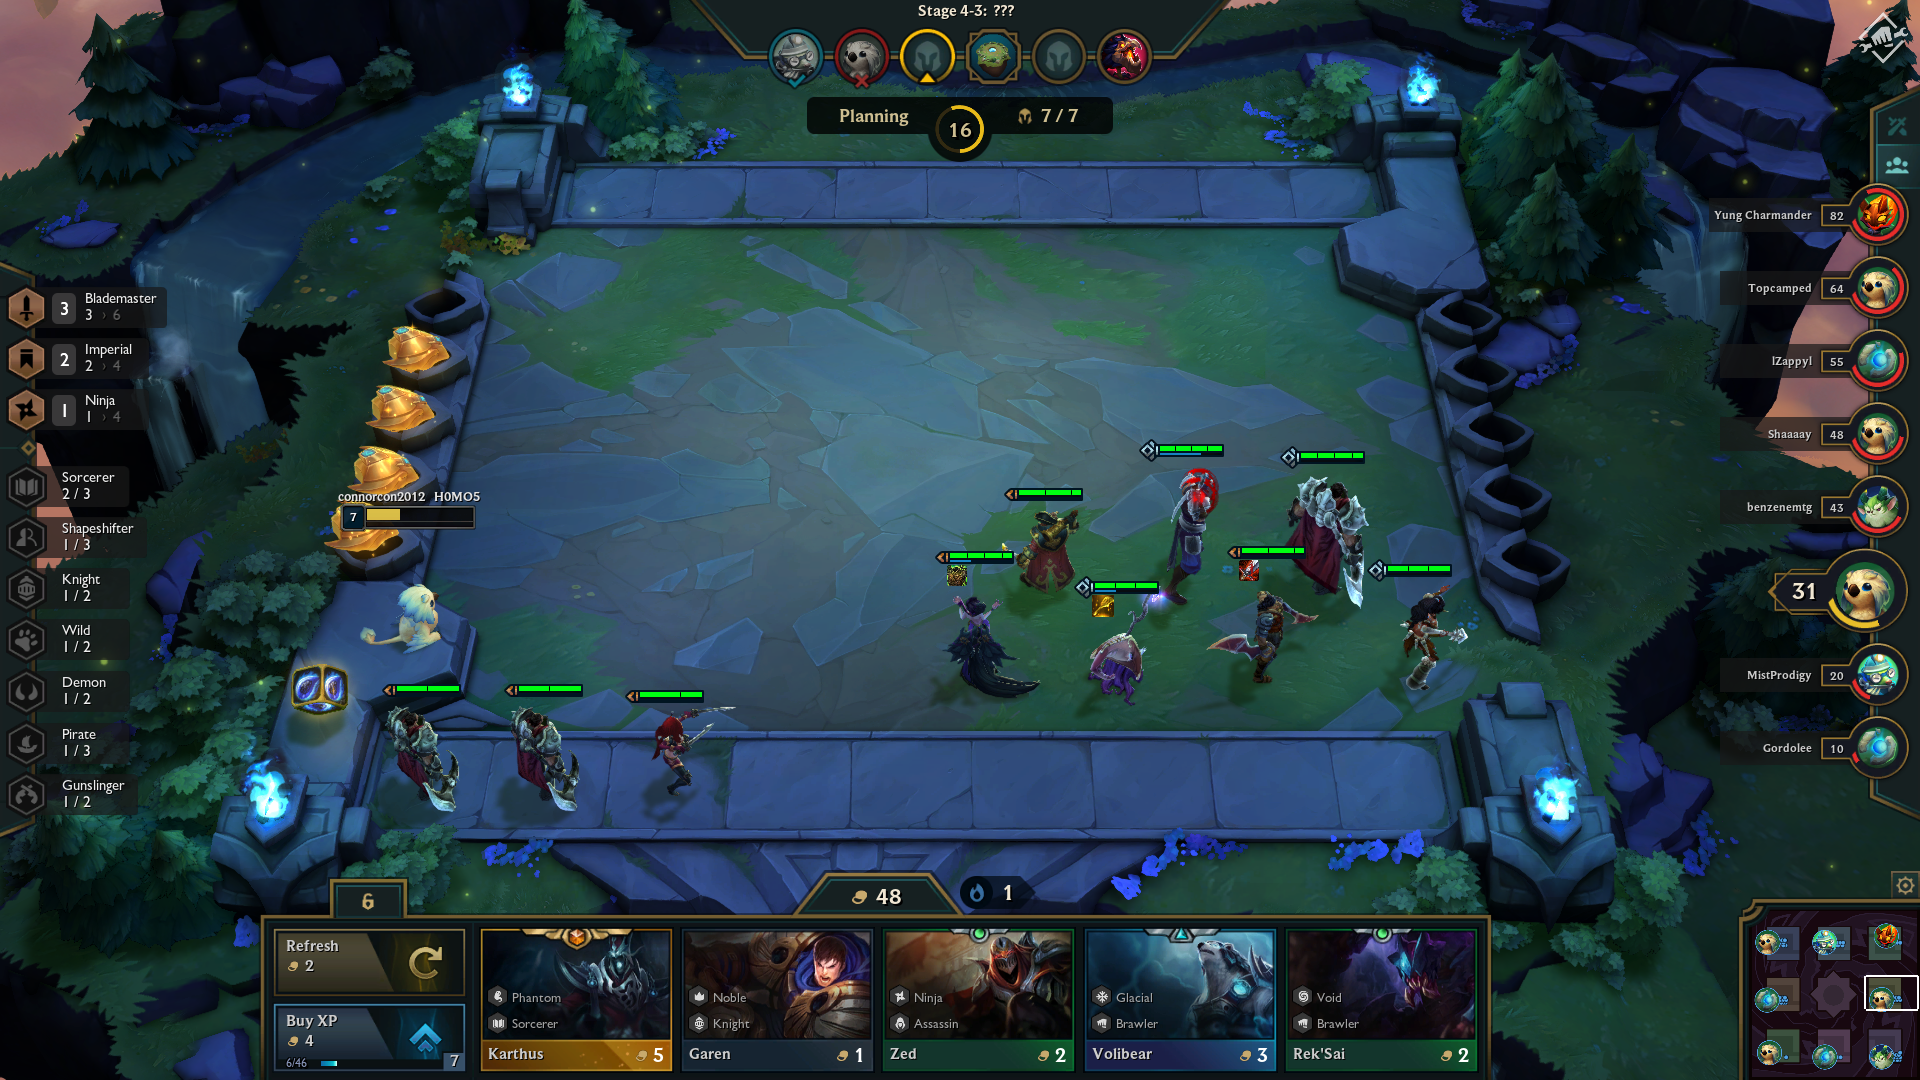 Stage 4-3: ???
Planning
16
7 / 7
Yung Charmander 82
Topcamped 64
lZappyl 55
Shaaaay 48
benzenemtg 43
31
MistProdigy 20
Gordolee 10
3 Blademaster
3 › 6
2 Imperial
2 › 4
1 Ninja
1 › 4
Sorcerer
2 / 3
Shapeshifter
1 / 3
Knight
1 / 2
Wild
1 / 2
Demon
1 / 2
Pirate
1 / 3
Gunslinger
1 / 2
connorcon2012 H0MO5
7
6
48
1
Refresh
2
Buy XP
4
6/46
7
Phantom
Sorcerer
Karthus 5
Noble
Knight
Garen 1
Ninja
Assassin
Zed 2
Glacial
Brawler
Volibear 3
Void
Brawler
Rek'Sai 2